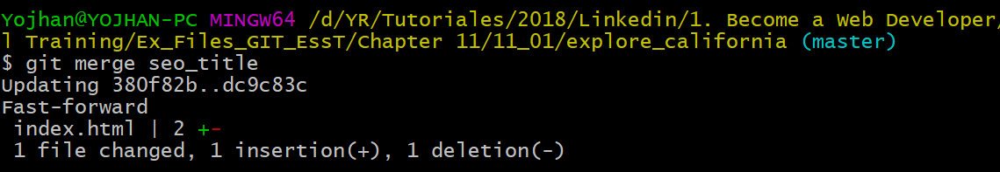 Yojhan@YOJHAN-PC MINGW64 /d/YR/Tutoriales/2018/Linkedin/1. Become a Web Developer/
l Training/Ex_Files_GIT_EssT/Chapter 11/11_01/explore_california (master)
$ git merge seo_title
Updating 380f82b..dc9c83c
Fast-forward
 index.html | 2 +-
 1 file changed, 1 insertion(+), 1 deletion(-)